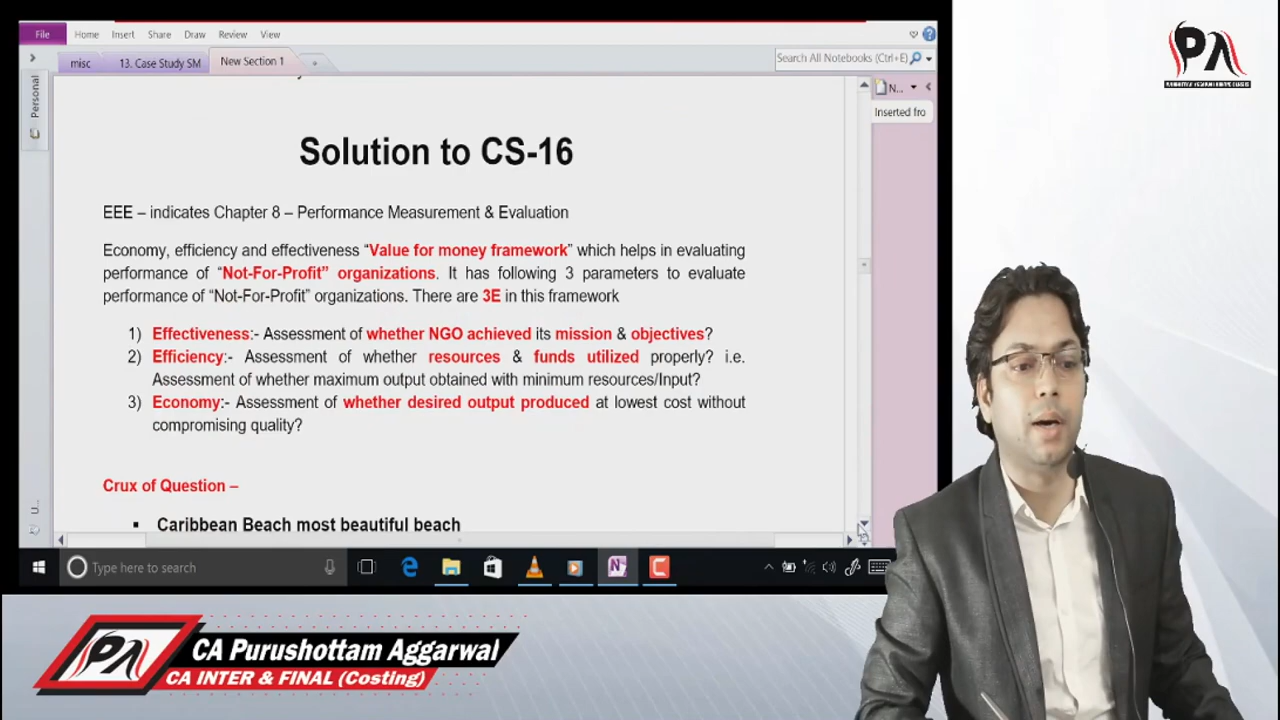 File Home Insert Share Draw Review View
misc 13. Case Study SM New Section 1
Search All Notebooks (Ctrl+E)
Personal
N...
Inserted fro
Solution to CS-16
EEE – indicates Chapter 8 – Performance Measurement & Evaluation
Economy, efficiency and effectiveness “Value for money framework” which helps in evaluating
performance of “Not-For-Profit” organizations. It has following 3 parameters to evaluate
performance of “Not-For-Profit” organizations. There are 3E in this framework
1) Effectiveness:- Assessment of whether NGO achieved its mission & objectives?
2) Efficiency:- Assessment of whether resources & funds utilized properly? i.e.
Assessment of whether maximum output obtained with minimum resources/Input?
3) Economy:- Assessment of whether desired output produced at lowest cost without
compromising quality?
Crux of Question –
▪ Caribbean Beach most beautiful beach
U...
Type here to search
PA
CA Purushottam Aggarwal
CA INTER & FINAL (Costing)
PA